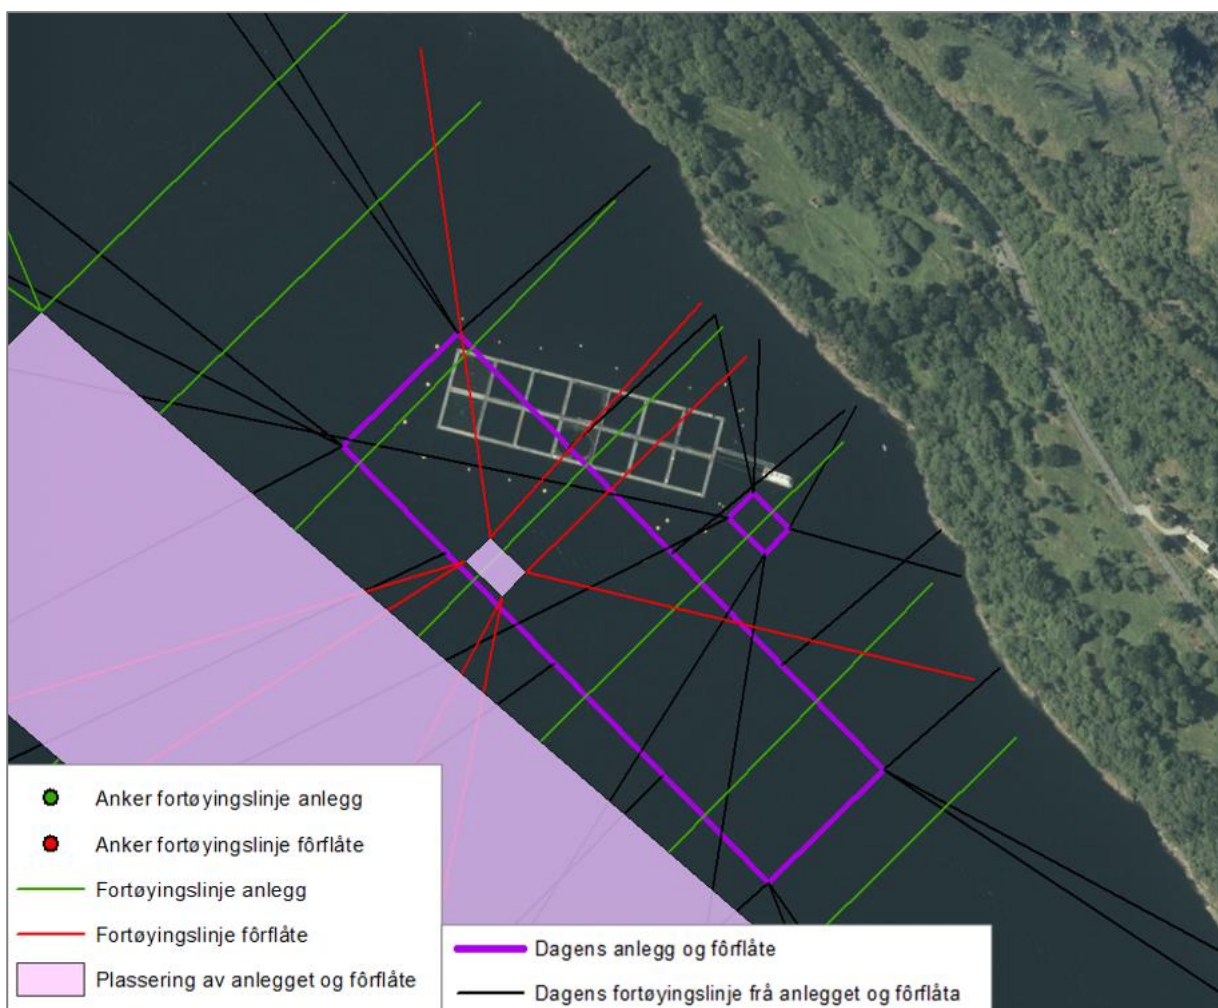 Anker fortøyingslinje anlegg
Anker fortøyingslinje fôrflåte
Fortøyingslinje anlegg
Fortøyingslinje fôrflåte
Plassering av anlegget og fôrflåte
Dagens anlegg og fôrflåte
Dagens fortøyingslinje frå anlegget og fôrflåta